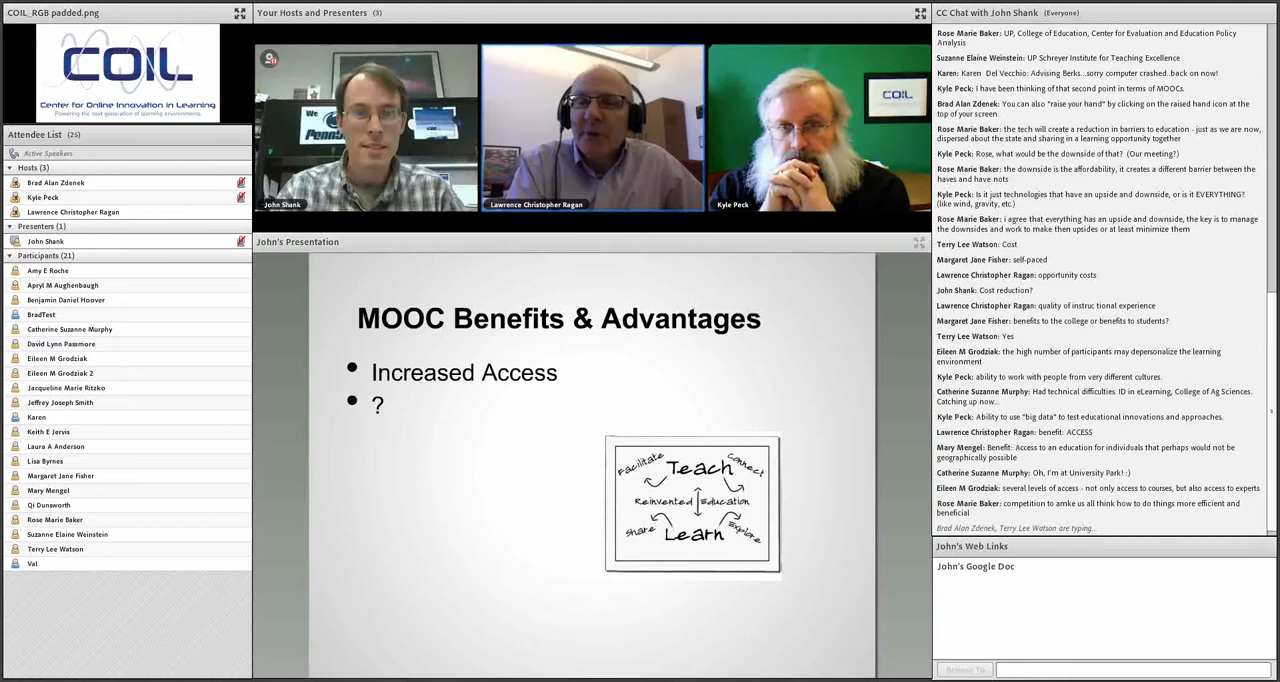 COIL_RGB padded.png
COIL
Center for Online Innovation in Learning
Powering the next generation of learning environments
Attendee List (25)
Active Speakers
Hosts (3)
Brad Alan Zdenek
Kyle Peck
Lawrence Christopher Ragan
Presenters (1)
John Shank
Participants (21)
Amy E Roche
Apryl M Aughenbaugh
Benjamin Daniel Hoover
BradTest
Catherine Suzanne Murphy
David Lynn Passmore
Eileen M Grodziak
Eileen M Grodziak 2
Jacqueline Marie Ritzko
Jeffrey Joseph Smith
Karen
Keith E Jervis
Laura A Anderson
Lisa Byrnes
Margaret Jane Fisher
Mary Mengel
Qi Dunsworth
Rose Marie Baker
Suzanne Elaine Weinstein
Terry Lee Watson
Val
Your Hosts and Presenters (3)
We
John Shank
Lawrence Christopher Ragan
COIL
Kyle Peck
John's Presentation
MOOC Benefits & Advantages
• Increased Access
• ?
Facilitate
Teach
Connect
Reinvented Education
Share
Learn
Explore
CC Chat with John Shank (Everyone)
Rose Marie Baker: UP, College of Education, Center for Evaluation and Education Policy
Analysis
Suzanne Elaine Weinstein: UP Schreyer Institute for Teaching Excellence
Karen: Karen Del Vecchio: Advising Berks...sorry computer crashed..back on now!
Kyle Peck: I have been thinking of that second point in terms of MOOCs.
Brad Alan Zdenek: You can also "raise your hand" by clicking on the raised hand icon at the
top of your screen.
Rose Marie Baker: the tech will create a reduction in barriers to education - just as we are now,
dispersed about the state and sharing in a learning opportunity together
Kyle Peck: Rose, what would be the downside of that? (Our meeting?)
Rose Marie Baker: the downside is the affordability, it creates a different barrier between the
haves and have nots
Kyle Peck: Is it just technologies that have an upside and downside, or is it EVERYTHING?
(like wind, gravity, etc.)
Rose Marie Baker: i agree that everything has an upside and downside, the key is to manage
the downsides and work to make then upsides or at least minimize them
Terry Lee Watson: Cost
Margaret Jane Fisher: self-paced
Lawrence Christopher Ragan: opportunity costs
John Shank: Cost reduction?
Lawrence Christopher Ragan: quality of instruc tional experience
Margaret Jane Fisher: benefits to the college or benefits to students?
Terry Lee Watson: Yes
Eileen M Grodziak: the high number of participants may depersonalize the learning
environment
Kyle Peck: ability to work with people from very different cultures.
Catherine Suzanne Murphy: Had technical difficulties. ID in eLearning, College of Ag Sciences.
Catching up now...
Kyle Peck: Ability to use "big data" to test educational innovations and approaches.
Lawrence Christopher Ragan: benefit: ACCESS
Mary Mengel: Benefit: Access to an education for individuals that perhaps would not be
geographically possible
Catherine Suzanne Murphy: Oh, I'm at University Park! :)
Eileen M Grodziak: several levels of access - not only access to courses, but also access to experts
Rose Marie Baker: competition to amke us all think how to do things more efficient and
beneficial
Brad Alan Zdenek, Terry Lee Watson are typing...
John's Web Links
John's Google Doc
Browse To